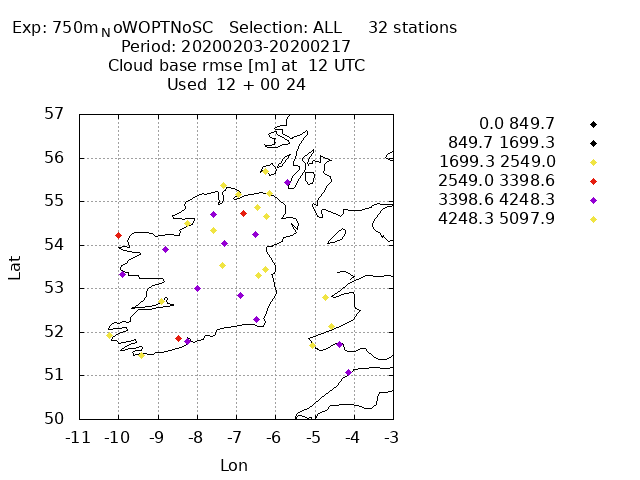 Exp: 750mNoWOPTNoSC Selection: ALL 32 stations
Period: 20200203-20200217
Cloud base rmse [m] at 12 UTC
Used 12 + 00 24
0.0 849.7
849.7 1699.3
1699.3 2549.0
2549.0 3398.6
3398.6 4248.3
4248.3 5097.9
57
56
55
54
53
52
51
50
Lat
-11 -10 -9 -8 -7 -6 -5 -4 -3
Lon